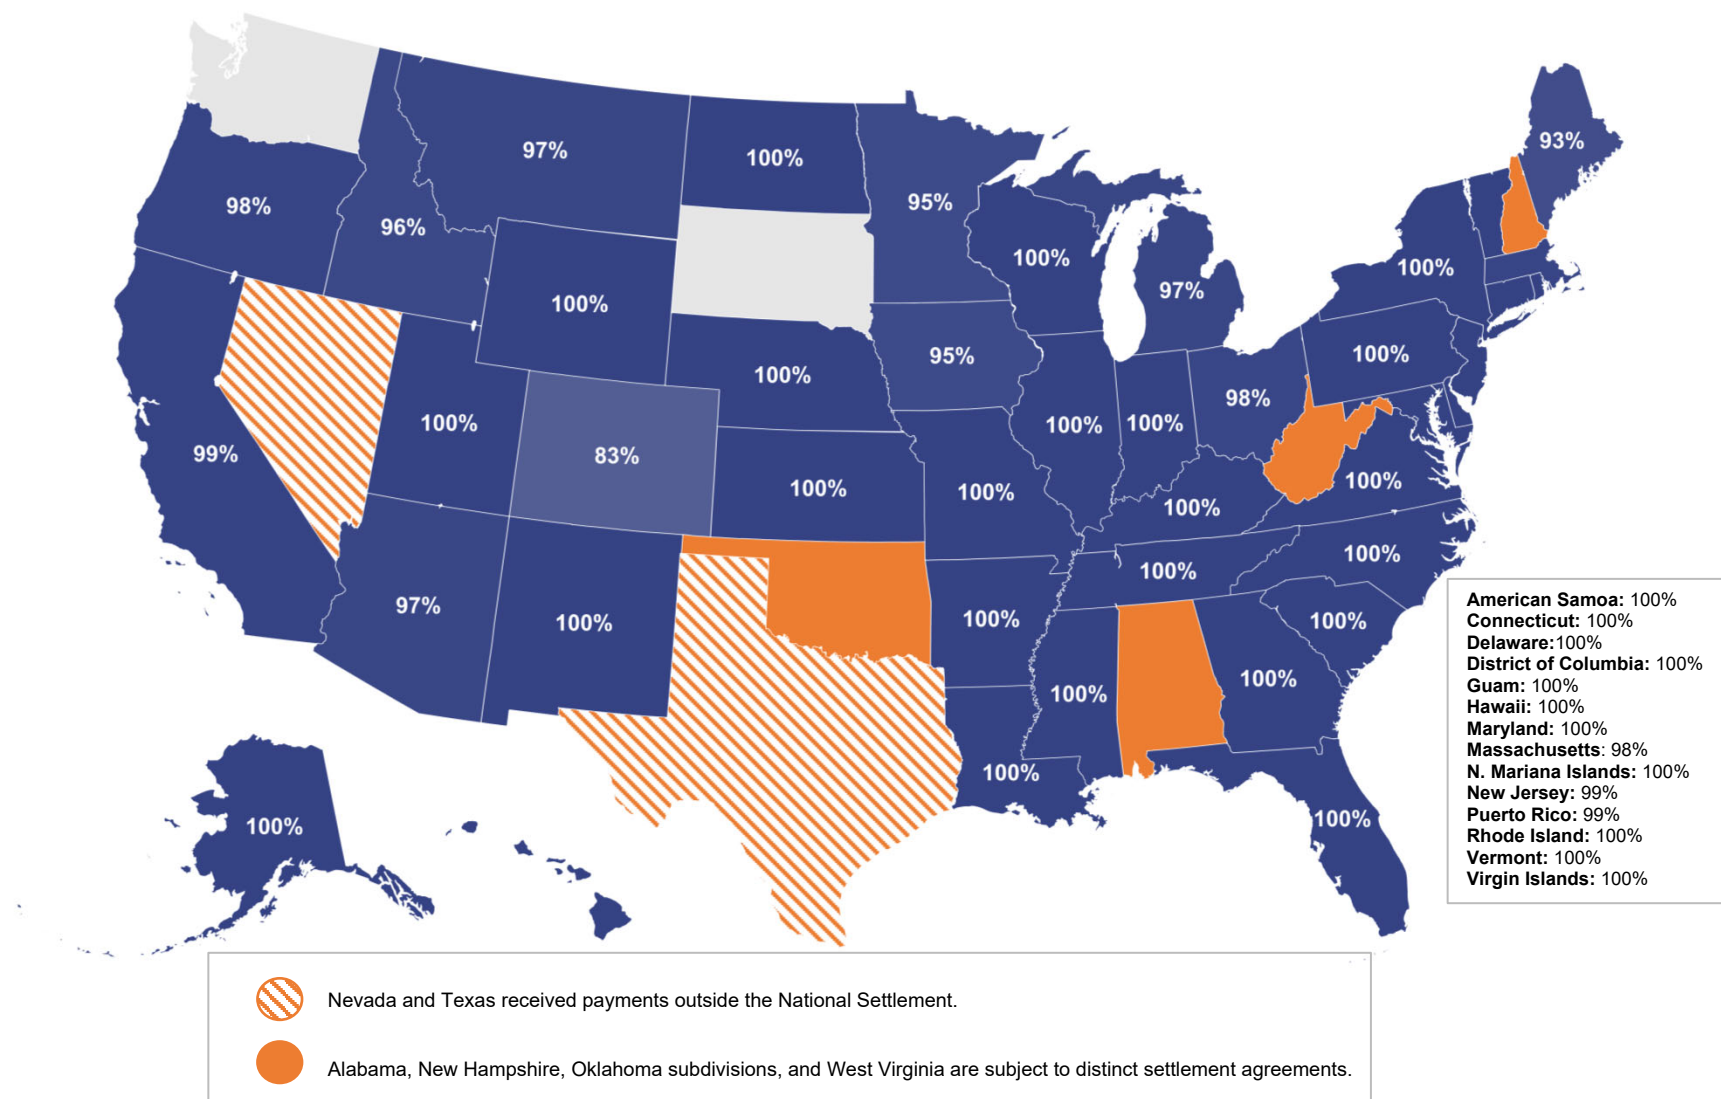 93%
97%
100%
95%
98%
96%
100%
100%
97%
100%
95%
100%
100%
98%
100%
100%
100%
83%
99%
100%
100%
100%
100%
100%
100%
97%
100%
100%
100%
100%
100%
100%
100%
100%
100%
American Samoa: 100%
Connecticut: 100%
Delaware:100%
District of Columbia: 100%
Guam: 100%
Hawaii: 100%
Maryland: 100%
Massachusetts: 98%
N. Mariana Islands: 100%
New Jersey: 99%
Puerto Rico: 99%
Rhode Island: 100%
Vermont: 100%
Virgin Islands: 100%
Nevada and Texas received payments outside the National Settlement.
Alabama, New Hampshire, Oklahoma subdivisions, and West Virginia are subject to distinct settlement agreements.